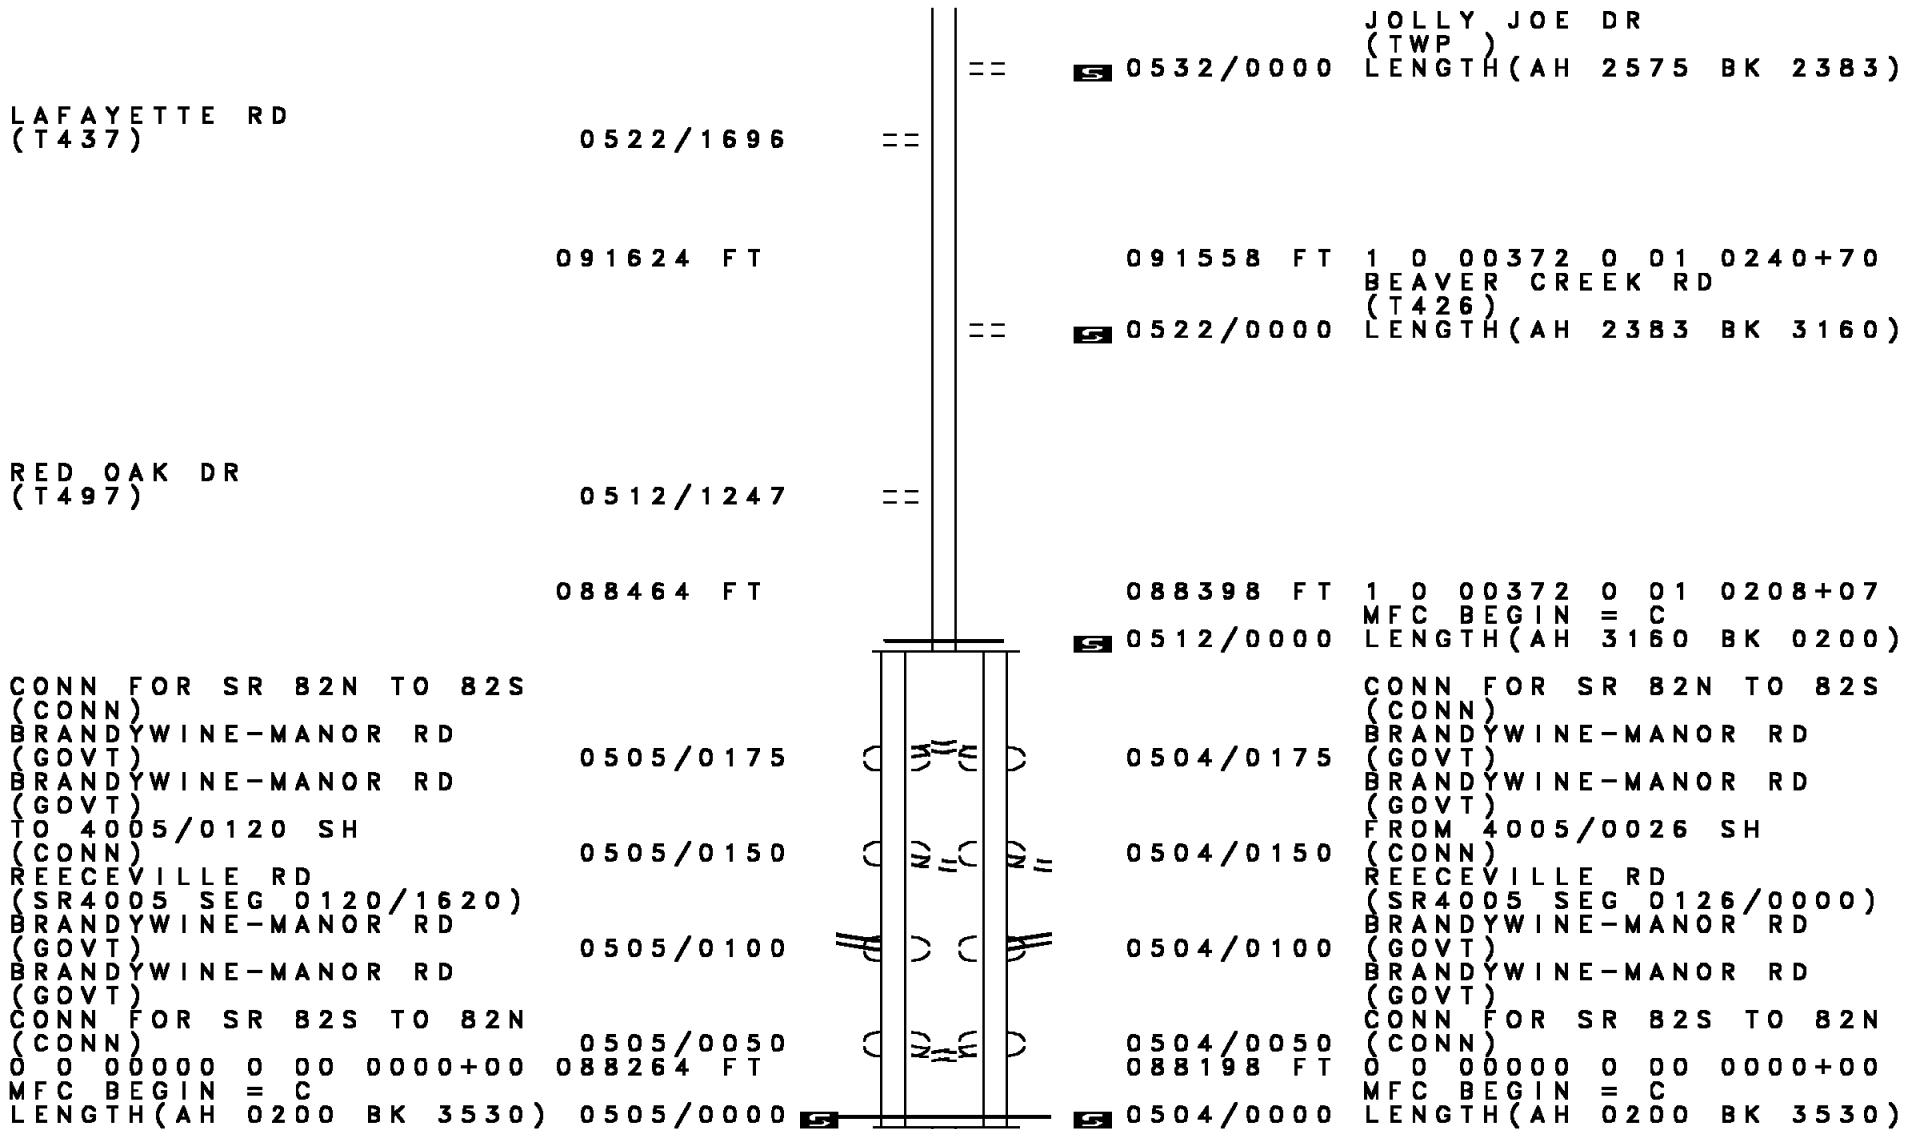 JOLLY JOE DR
(TWP )
0532/0000 LENGTH(AH 2575 BK 2383)
LAFAYETTE RD
(T437) 0522/1696
091624 FT 091558 FT 1 0 00372 0 01 0240+70
BEAVER CREEK RD
(T426)
0522/0000 LENGTH(AH 2383 BK 3160)
RED OAK DR
(T497) 0512/1247
088464 FT 088398 FT 1 0 00372 0 01 0208+07
MFC BEGIN = C
0512/0000 LENGTH(AH 3160 BK 0200)
CONN FOR SR 82N TO 82S CONN FOR SR 82N TO 82S
(CONN) (CONN)
BRANDYWINE-MANOR RD BRANDYWINE-MANOR RD
(GOVT) 0505/0175 0504/0175 (GOVT)
BRANDYWINE-MANOR RD BRANDYWINE-MANOR RD
(GOVT) (GOVT)
TO 4005/0120 SH FROM 4005/0026 SH
(CONN) 0505/0150 0504/0150 (CONN)
REECEVILLE RD REECEVILLE RD
(SR4005 SEG 0120/1620) (SR4005 SEG 0126/0000)
BRANDYWINE-MANOR RD BRANDYWINE-MANOR RD
(GOVT) 0505/0100 0504/0100 (GOVT)
BRANDYWINE-MANOR RD BRANDYWINE-MANOR RD
(GOVT) (GOVT)
CONN FOR SR 82S TO 82N CONN FOR SR 82S TO 82N
(CONN) 0505/0050 0504/0050 (CONN)
0 0 00000 0 00 0000+00 088264 FT 088198 FT 0 0 00000 0 00 0000+00
MFC BEGIN = C MFC BEGIN = C
LENGTH(AH 0200 BK 3530) 0505/0000 S S 0504/0000 LENGTH(AH 0200 BK 3530)